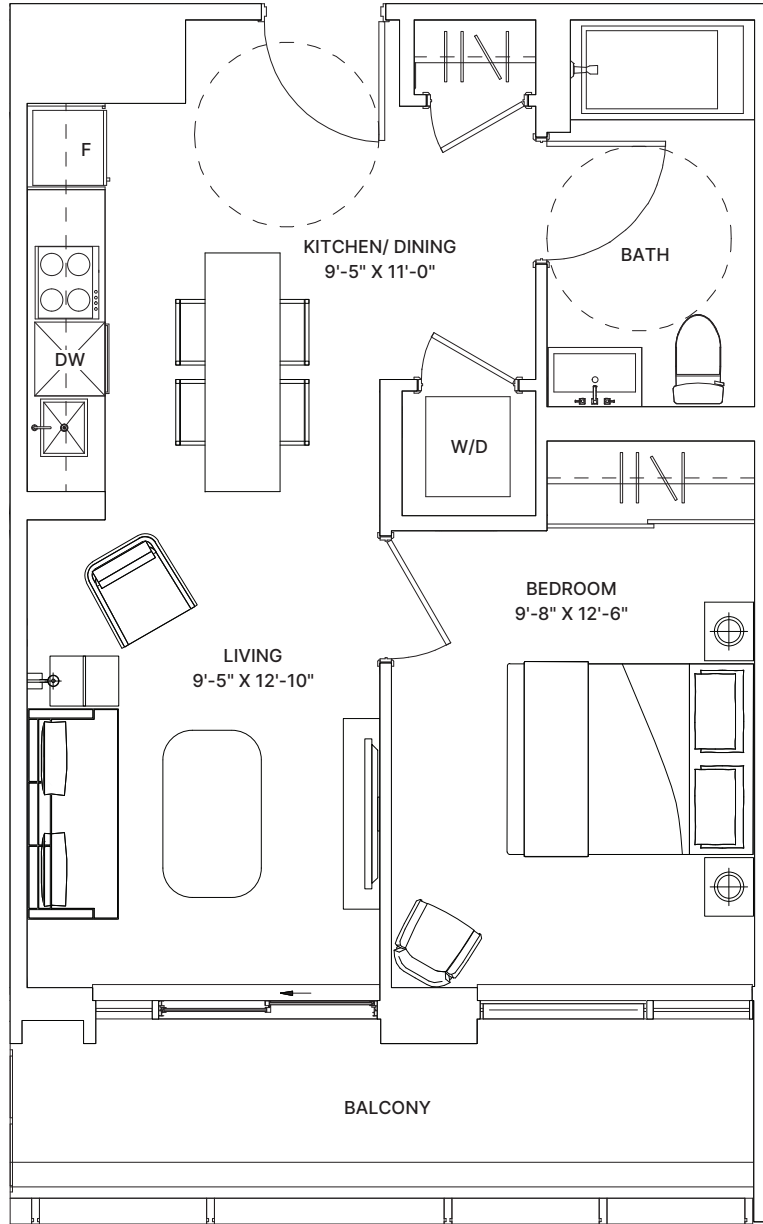 F
KITCHEN/ DINING
9'-5" X 11'-0"
BATH
DW
W/D
BEDROOM
9'-8" X 12'-6"
LIVING
9'-5" X 12'-10"
BALCONY